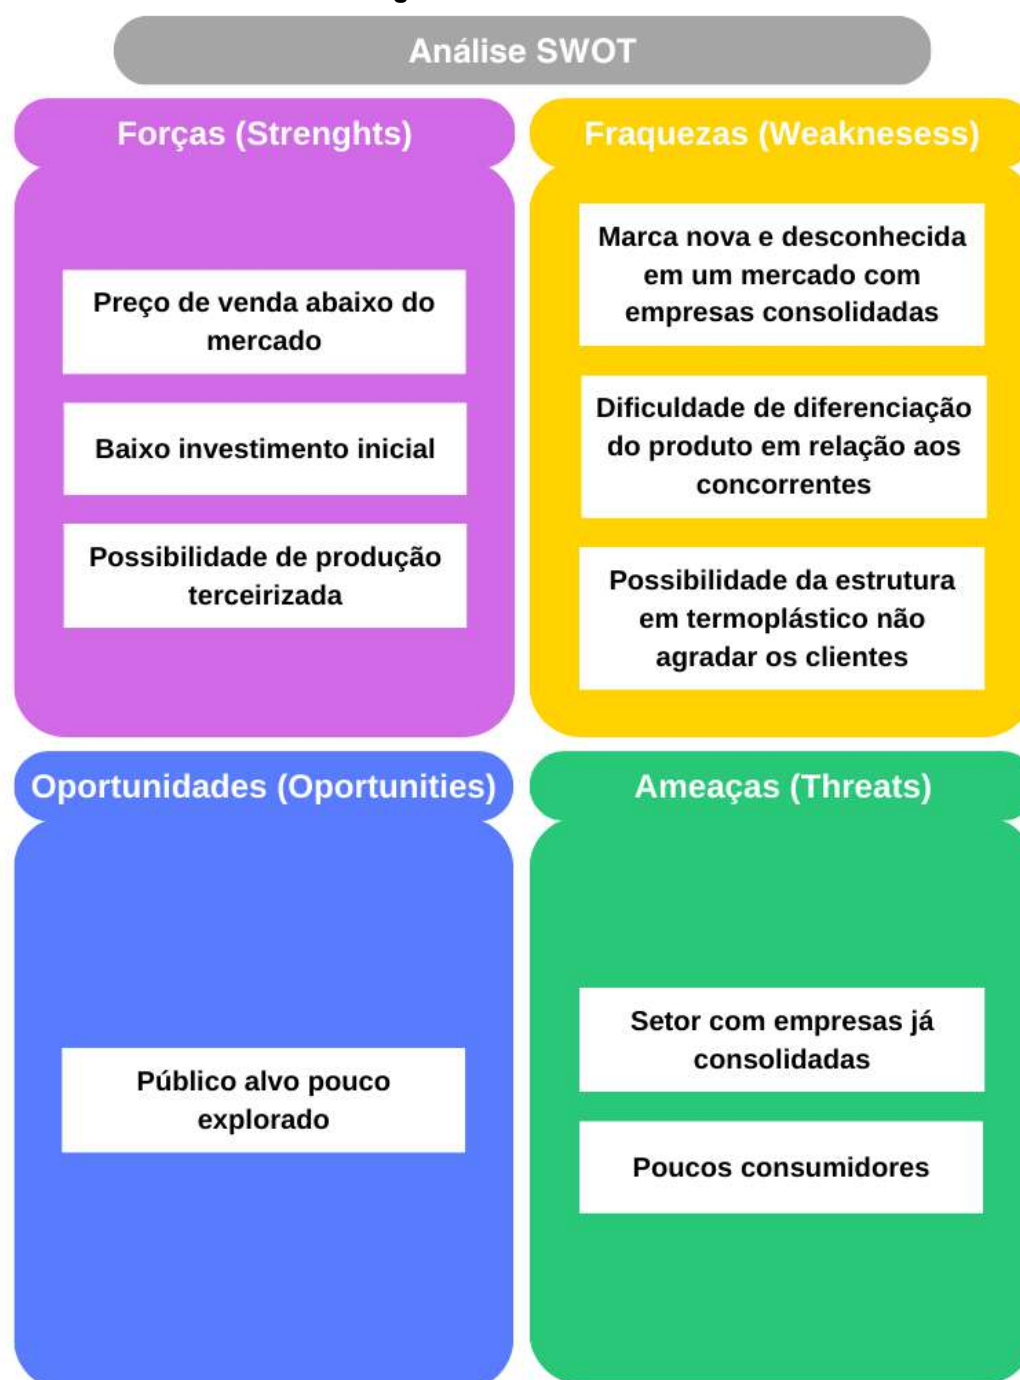 Análise SWOT
Forças (Strenghts)
Preço de venda abaixo do
mercado
Baixo investimento inicial
Possibilidade de produção
terceirizada
Fraquezas (Weaknesess)
Marca nova e desconhecida
em um mercado com
empresas consolidadas
Dificuldade de diferenciação
do produto em relação aos
concorrentes
Possibilidade da estrutura
em termoplástico não
agradar os clientes
Oportunidades (Oportunities)
Público alvo pouco
explorado
Ameaças (Threats)
Setor com empresas já
consolidadas
Poucos consumidores